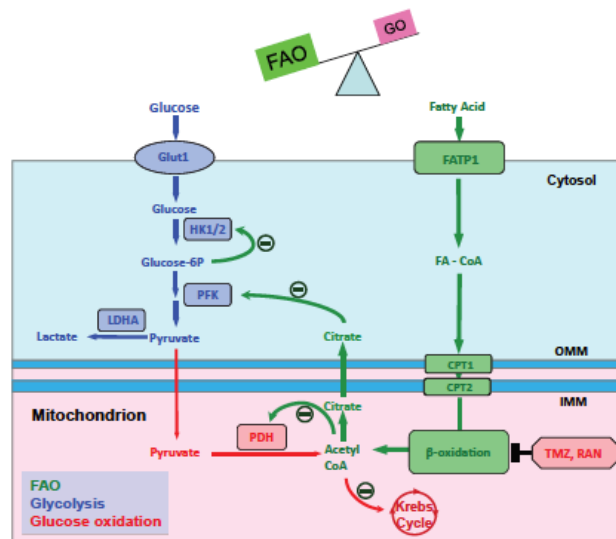 FAO
GO
Glucose
Fatty Acid
Glut1
FATP1
Cytosol
Glucose
HK1/2
Glucose-6P
FA - CoA
PFK
LDHA
Lactate
Pyruvate
Citrate
OMM
CPT1
CPT2
IMM
Mitochondrion
Citrate
PDH
Pyruvate
Acetyl
CoA
β-oxidation
TMZ, RAN
FAO
Glycolysis
Glucose oxidation
Krebs
Cycle